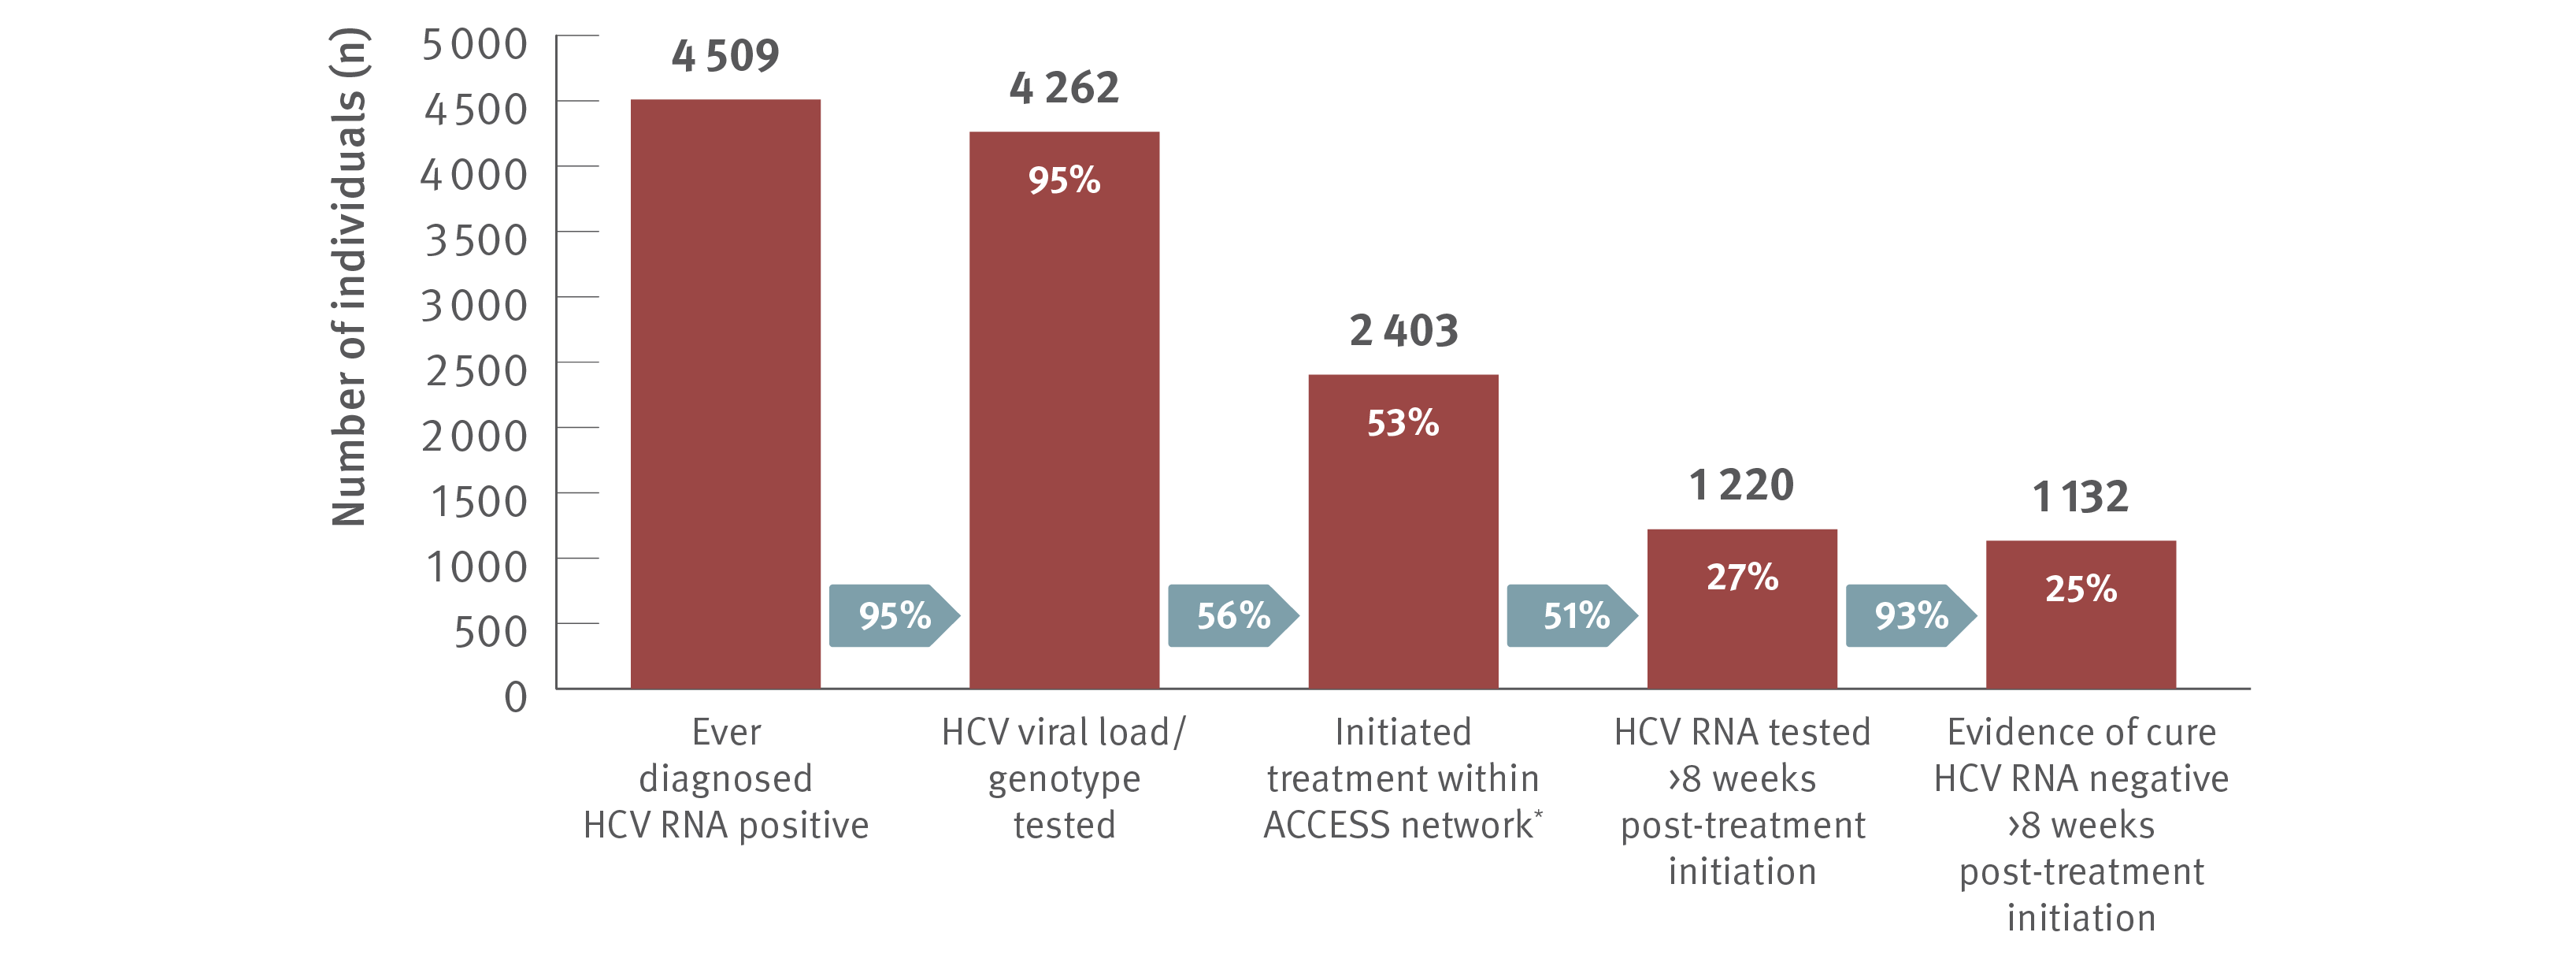 Number of individuals (n)
5 000
4 500
4 000
3 500
3 000
2 500
2 000
1 500
1 000
500
0
4 509
4 262
95%
2 403
53%
1 220
27%
1 132
25%
95%
56%
51%
93%
Ever
diagnosed
HCV RNA positive
HCV viral load/
genotype
tested
Initiated
treatment within
ACCESS network*
HCV RNA tested
>8 weeks
post-treatment
initiation
Evidence of cure
HCV RNA negative
>8 weeks
post-treatment
initiation